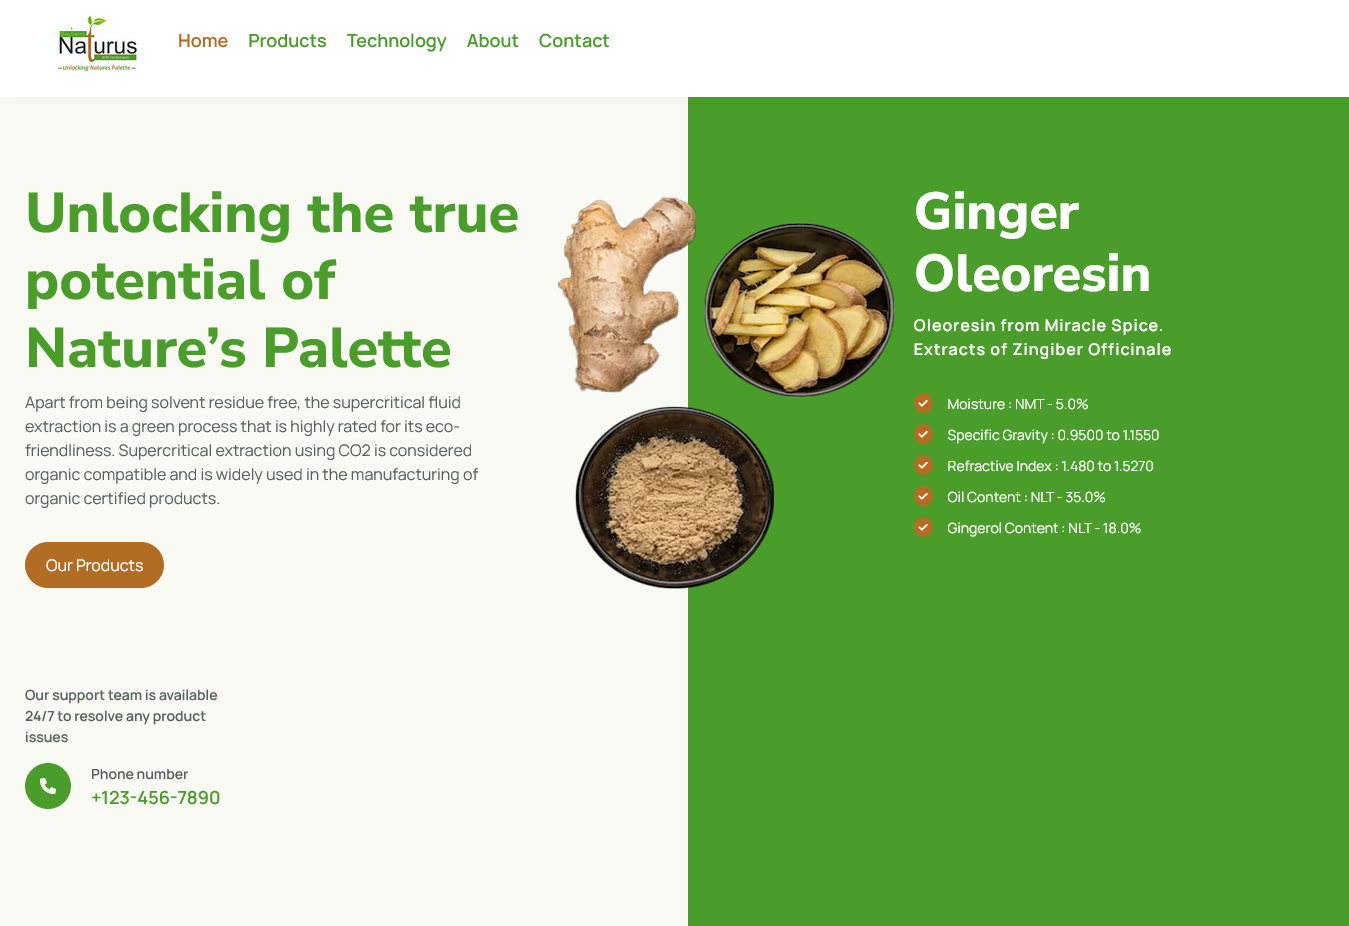 Naturus
Unlocking Natures Palette
Home Products Technology About Contact
Unlocking the true
potential of
Nature’s Palette
Apart from being solvent residue free, the supercritical fluid
extraction is a green process that is highly rated for its eco-
friendliness. Supercritical extraction using CO2 is considered
organic compatible and is widely used in the manufacturing of
organic certified products.
Our Products
Our support team is available
24/7 to resolve any product
issues
Phone number
+123-456-7890
Ginger
Oleoresin
Oleoresin from Miracle Spice.
Extracts of Zingiber Officinale
Moisture : NMT - 5.0%
Specific Gravity : 0.9500 to 1.1550
Refractive Index : 1.480 to 1.5270
Oil Content : NLT - 35.0%
Gingerol Content : NLT - 18.0%